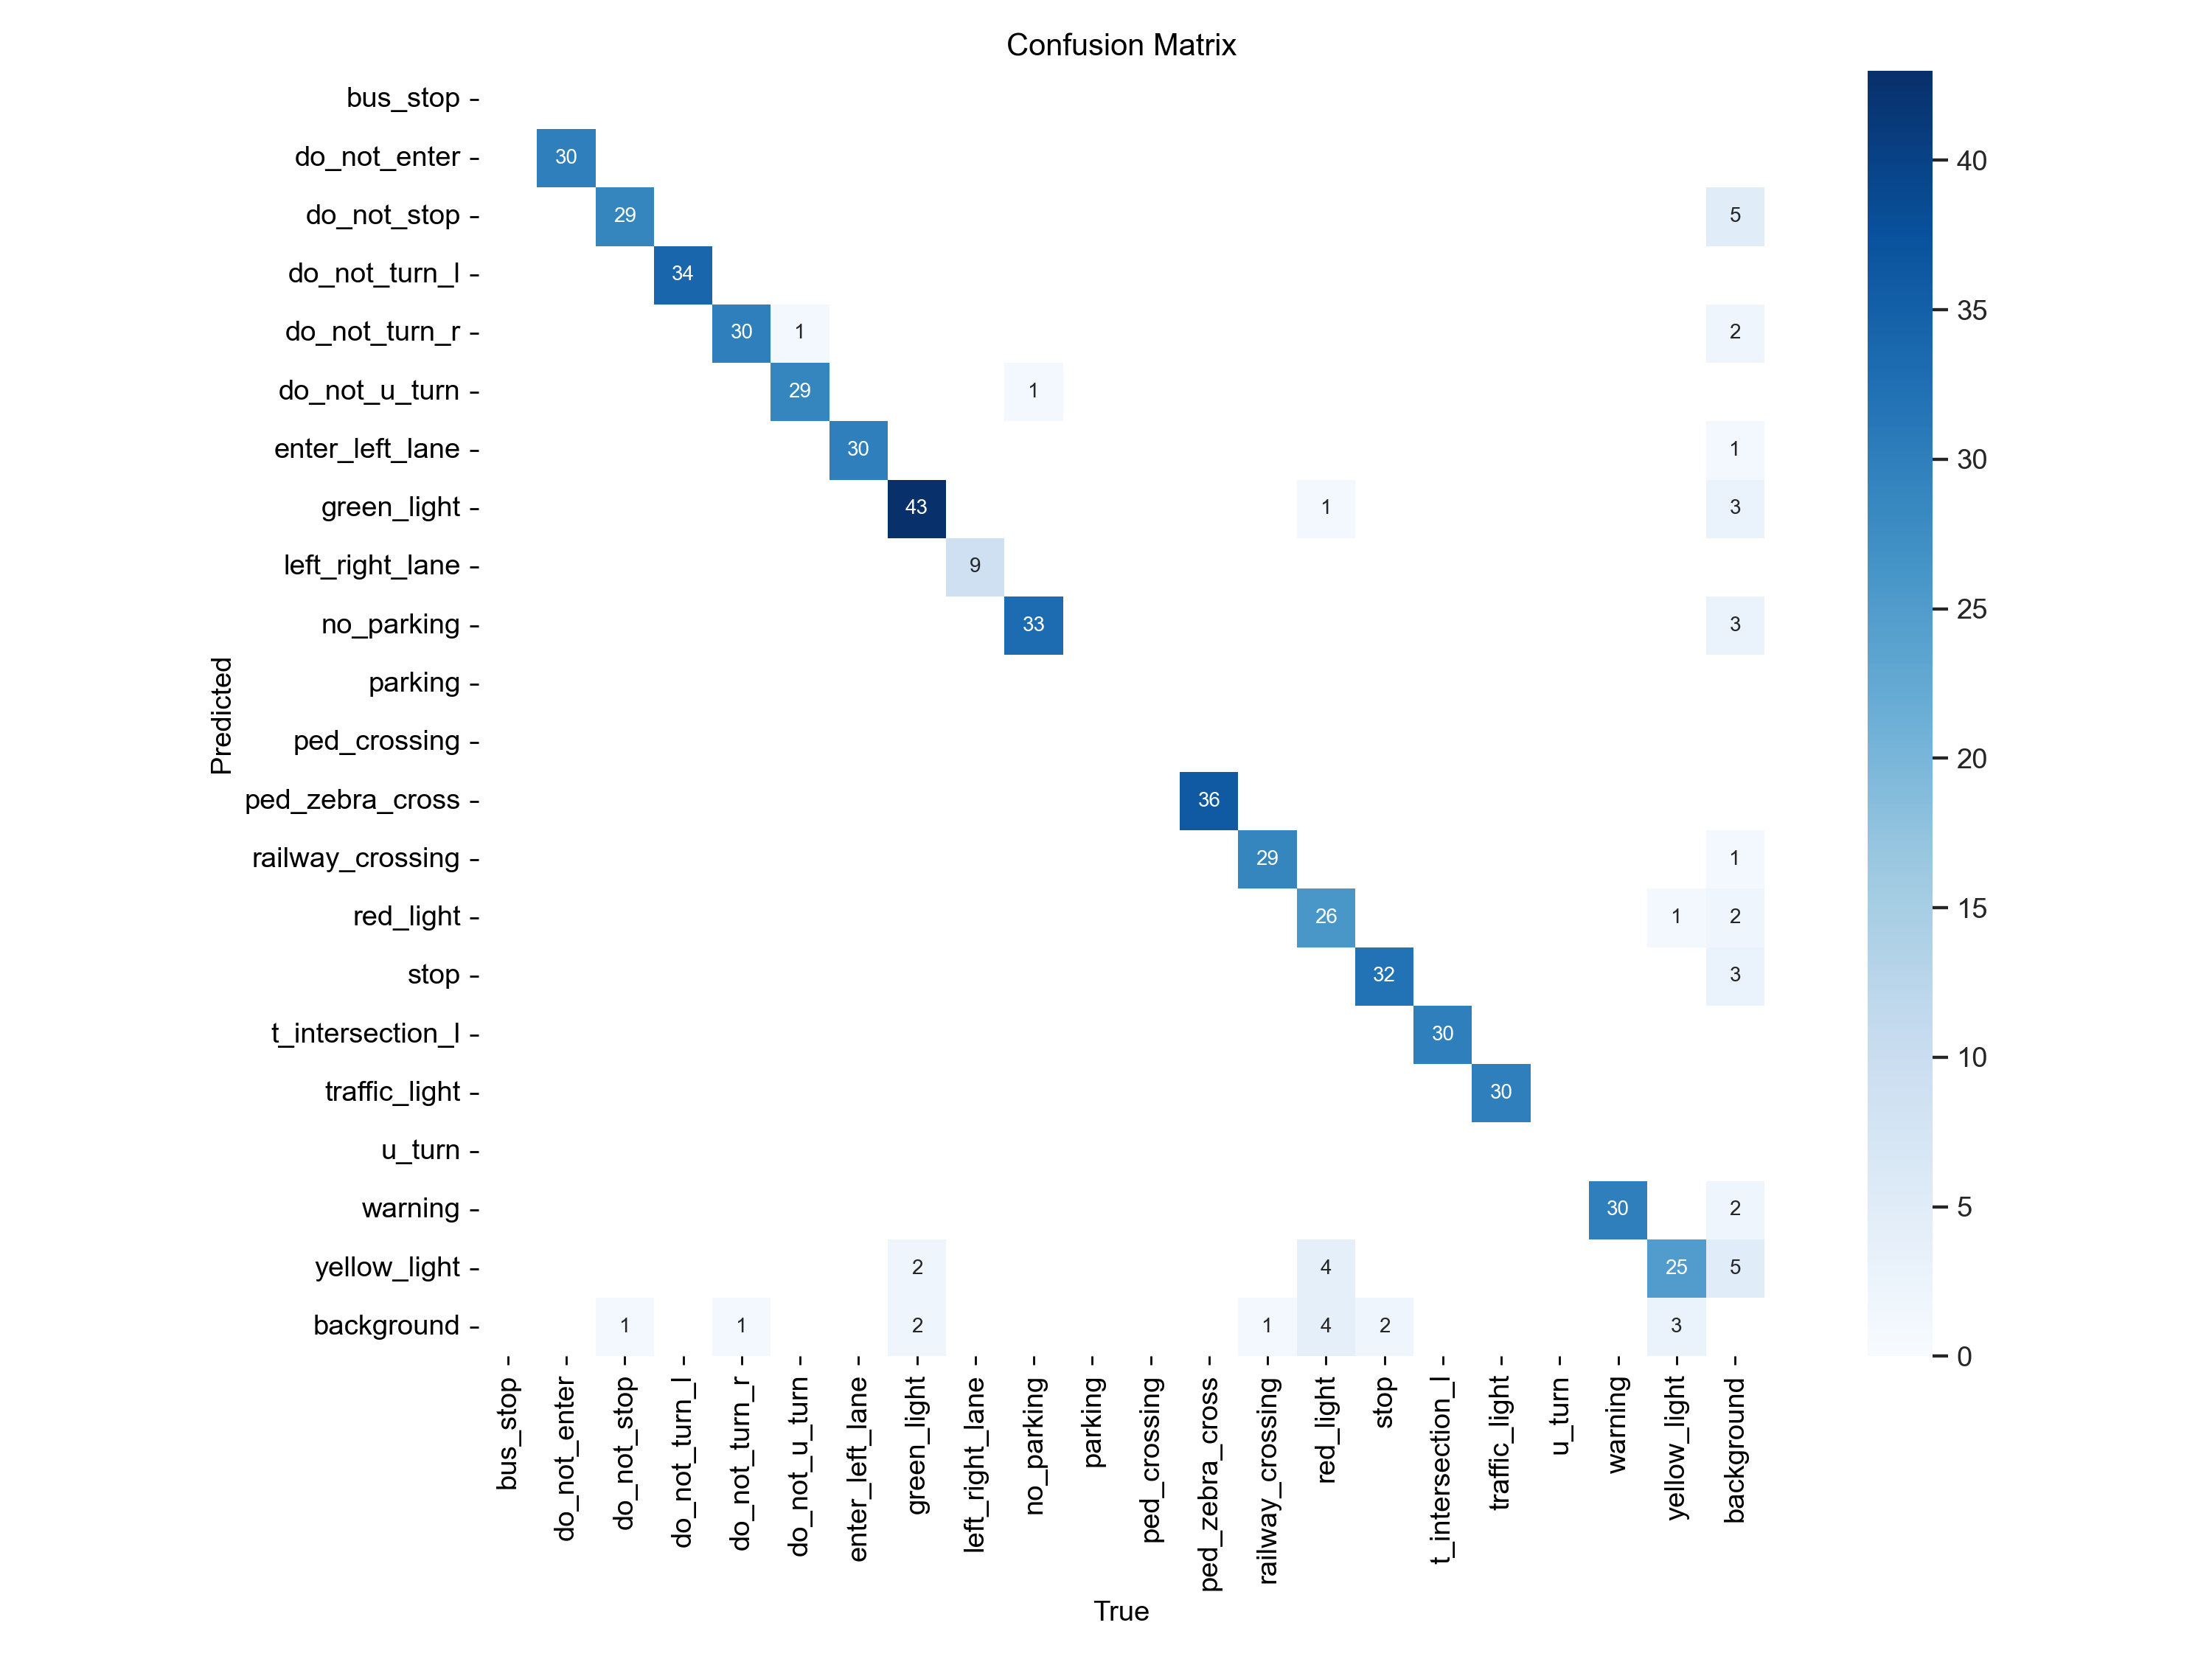 Confusion Matrix
bus_stop
do_not_enter 30
do_not_stop 29 5
do_not_turn_l 34
do_not_turn_r 30 1 2
do_not_u_turn 29 1
enter_left_lane 30 1
green_light 43 1 3
left_right_lane 9
no_parking 33 3
parking
ped_crossing
ped_zebra_cross 36
railway_crossing 29 1
red_light 26 1 2
stop 32 3
t_intersection_l 30
traffic_light 30
u_turn
warning 30 2
yellow_light 2 4 25 5
background 1 1 2 1 4 2 3
Predicted
bus_stop
do_not_enter
do_not_stop
do_not_turn_l
do_not_turn_r
do_not_u_turn
enter_left_lane
green_light
left_right_lane
no_parking
parking
ped_crossing
ped_zebra_cross
railway_crossing
red_light
stop
t_intersection_l
traffic_light
u_turn
warning
yellow_light
background
True
40
35
30
25
20
15
10
5
0